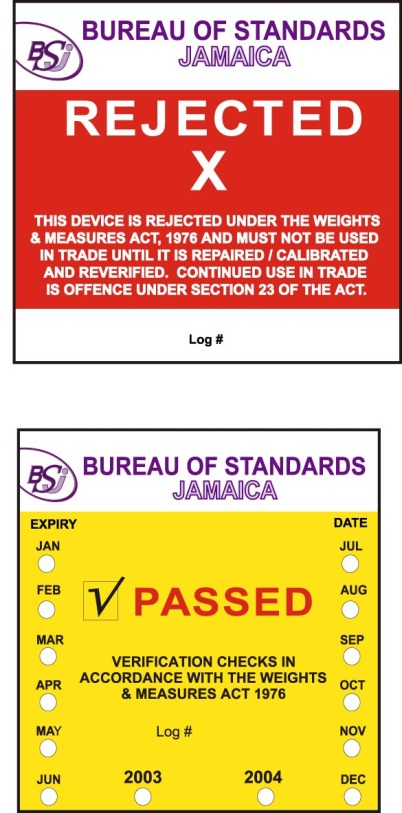 BSJ BUREAU OF STANDARDS
JAMAICA
REJECTED
X
THIS DEVICE IS REJECTED UNDER THE WEIGHTS
& MEASURES ACT, 1976 AND MUST NOT BE USED
IN TRADE UNTIL IT IS REPAIRED / CALIBRATED
AND REVERIFIED. CONTINUED USE IN TRADE
IS OFFENCE UNDER SECTION 23 OF THE ACT.
Log #
BSJ BUREAU OF STANDARDS
JAMAICA
EXPIRY DATE
JAN JUL
FEB AUG
PASSED
MAR SEP
VERIFICATION CHECKS IN
ACCORDANCE WITH THE WEIGHTS
& MEASURES ACT 1976
APR OCT
MAY Log # NOV
JUN 2003 2004 DEC